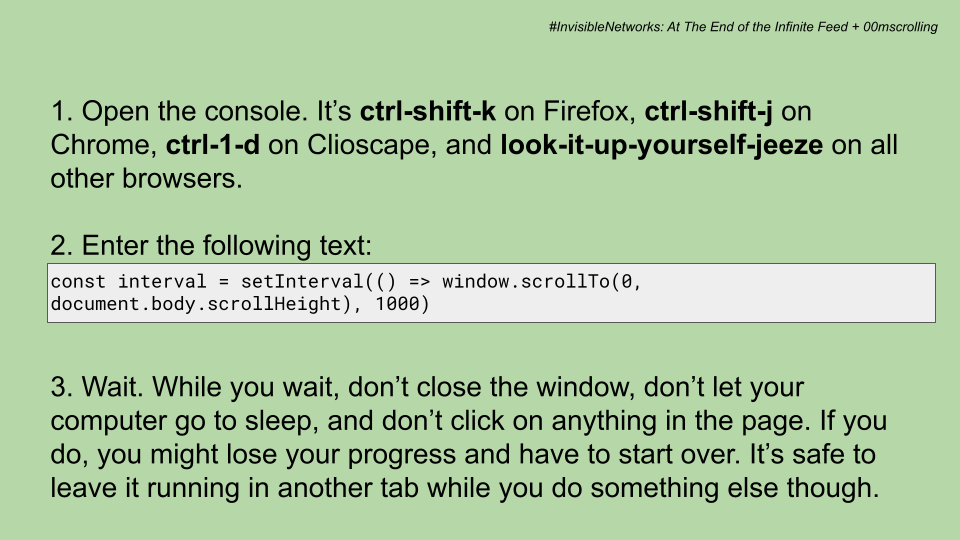 #InvisibleNetworks: At The End of the Infinite Feed + 00mscrolling
1. Open the console. It’s ctrl-shift-k on Firefox, ctrl-shift-j on
Chrome, ctrl-1-d on Clioscape, and look-it-up-yourself-jeeze on all
other browsers.
2. Enter the following text:
const interval = setInterval(() => window.scrollTo(0,
document.body.scrollHeight), 1000)
3. Wait. While you wait, don’t close the window, don’t let your
computer go to sleep, and don’t click on anything in the page. If you
do, you might lose your progress and have to start over. It’s safe to
leave it running in another tab while you do something else though.